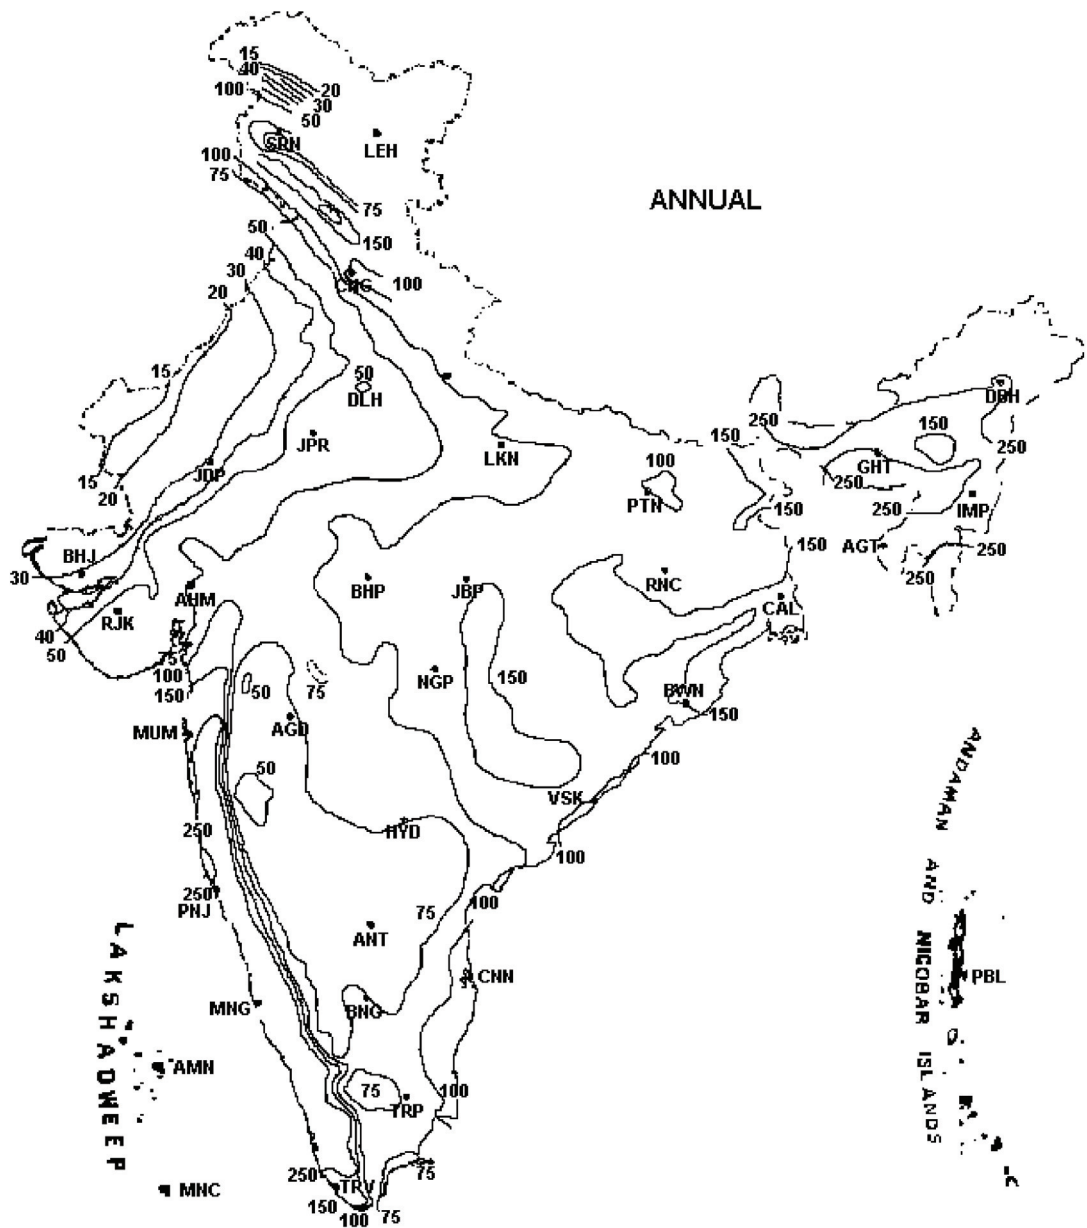 15
40
100
20
30
50
SRN
LEH
100
75
ANNUAL
75
50
150
40
30
CHG
100
20
15
50
DLH
DBH
250
150
150
250
JPR
LKN
GHT
100
JDP
15
250
20
PTN
150
250
IMP
150
AGT
250
BHJ
30
BHP
JBP
RNC
250
AHM
CAL
RJK
40
50
75
100
NGP
150
150
50
75
BWN
150
AGD
MUM
100
50
VSK
250
HYD
100
250
PNJ
75
100
ANT
CNN
PBL
MNG
BNG
AMN
75
100
TRP
250
TRV
75
MNC
150
100
75
LAKSHADWEEP
ANDAMAN AND NICOBAR ISLANDS